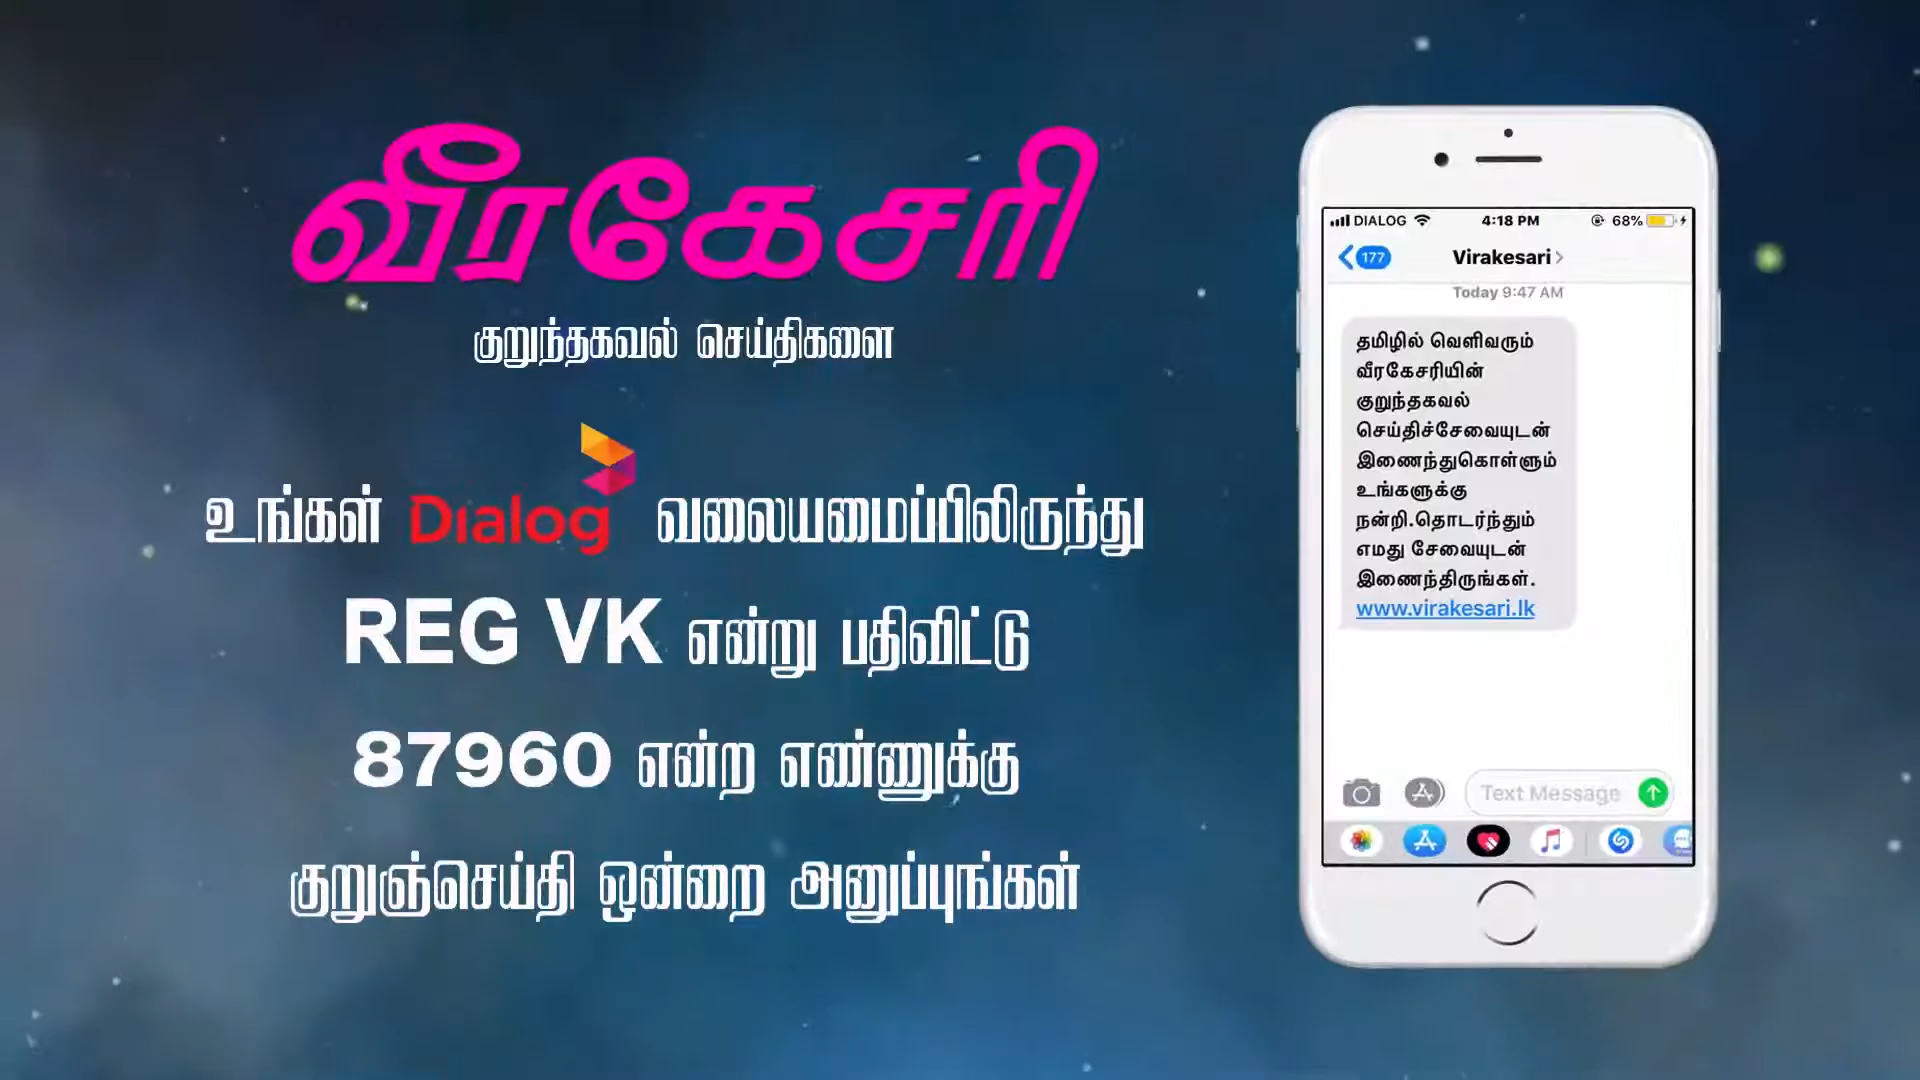 வீரகேசரி
குறுந்தகவல் செய்திகளை
உங்கள் Dialog வலையமைப்பிலிருந்து
REG VK என்று பதிவிட்டு
87960 என்ற எண்ணுக்கு
குறுஞ்செய்தி ஒன்றை அனுப்புங்கள்
DIALOG 4:18 PM 68%
177 Virakesari
Today 9:47 AM
தமிழில் வெளிவரும்
வீரகேசரியின்
குறுந்தகவல்
செய்திச்சேவையுடன்
இணைந்துகொள்ளும்
உங்களுக்கு
நன்றி.தொடர்ந்தும்
எமது சேவையுடன்
இணைந்திருங்கள்.
www.virakesari.lk
Text Message